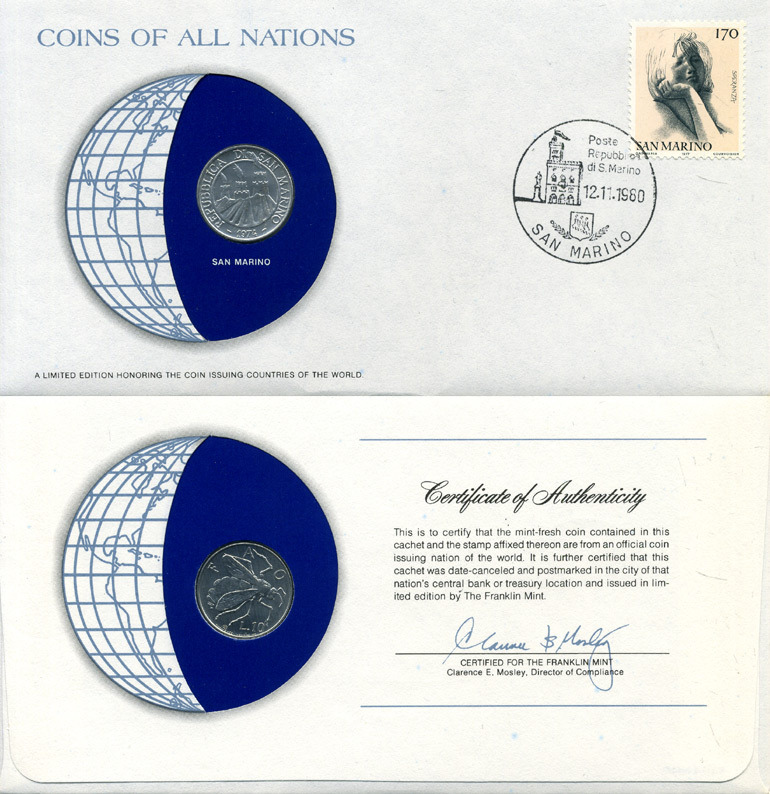 COINS OF ALL NATIONS
170
SPERANZA
SAN MARINO
Poste
Repubblica
di S. Marino
12.11.1980
SAN MARINO
REPUBBLICA DI SAN MARINO
1974
SAN MARINO
A LIMITED EDITION HONORING THE COIN ISSUING COUNTRIES OF THE WORLD.
Certificate of Authenticity
This is to certify that the mint-fresh coin contained in this
cachet and the stamp affixed thereon are from an official coin
issuing nation of the world. It is further certified that this
cachet was date-canceled and postmarked in the city of that
nation's central bank or treasury location and issued in lim-
ited edition by The Franklin Mint.
CERTIFIED FOR THE FRANKLIN MINT
Clarence E. Mosley, Director of Compliance
F A O
L.10